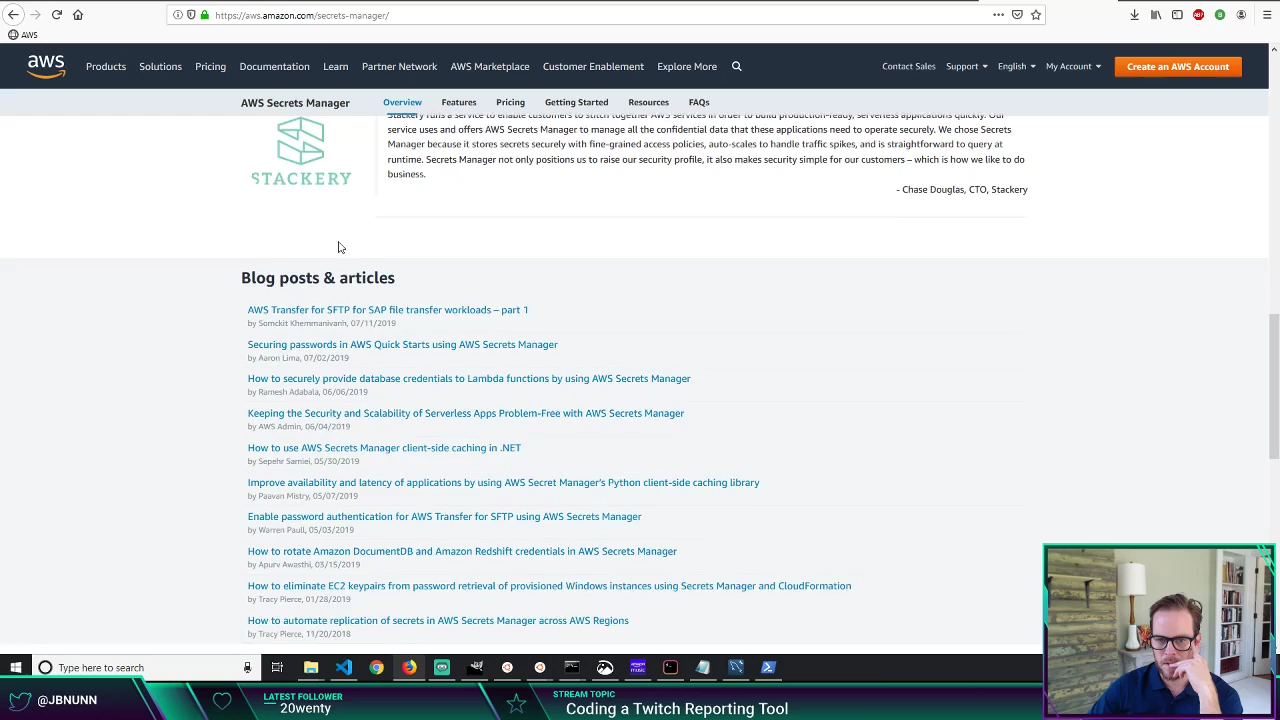 https://aws.amazon.com/secrets-manager/
AWS
aws
Products
Solutions
Pricing
Documentation
Learn
Partner Network
AWS Marketplace
Customer Enablement
Explore More
Contact Sales
Support
English
My Account
Create an AWS Account
AWS Secrets Manager
Overview
Features
Pricing
Getting Started
Resources
FAQs
STACKERY
Stackery runs a service to enable customers to stitch together AWS services in order to build production-ready, serverless applications quickly. Our
service uses and offers AWS Secrets Manager to manage all the confidential data that these applications need to operate securely. We chose Secrets
Manager because it stores secrets securely with fine-grained access policies, auto-scales to handle traffic spikes, and is straightforward to query at
runtime. Secrets Manager not only positions us to raise our security profile, it also makes security simple for our customers – which is how we like to do
business.
- Chase Douglas, CTO, Stackery
Blog posts & articles
AWS Transfer for SFTP for SAP file transfer workloads – part 1
by Somckit Khemmanivanh, 07/11/2019
Securing passwords in AWS Quick Starts using AWS Secrets Manager
by Aaron Lima, 07/02/2019
How to securely provide database credentials to Lambda functions by using AWS Secrets Manager
by Ramesh Adabala, 06/06/2019
Keeping the Security and Scalability of Serverless Apps Problem-Free with AWS Secrets Manager
by AWS Admin, 06/04/2019
How to use AWS Secrets Manager client-side caching in .NET
by Sepehr Samiei, 05/30/2019
Improve availability and latency of applications by using AWS Secret Manager's Python client-side caching library
by Paavan Mistry, 05/07/2019
Enable password authentication for AWS Transfer for SFTP using AWS Secrets Manager
by Warren Paull, 05/03/2019
How to rotate Amazon DocumentDB and Amazon Redshift credentials in AWS Secrets Manager
by Apurv Awasthi, 03/15/2019
How to eliminate EC2 keypairs from password retrieval of provisioned Windows instances using Secrets Manager and CloudFormation
by Tracy Pierce, 01/28/2019
How to automate replication of secrets in AWS Secrets Manager across AWS Regions
by Tracy Pierce, 11/20/2018
Type here to search
music
@JBNUNN
LATEST FOLLOWER
20wenty
STREAM TOPIC
Coding a Twitch Reporting Tool